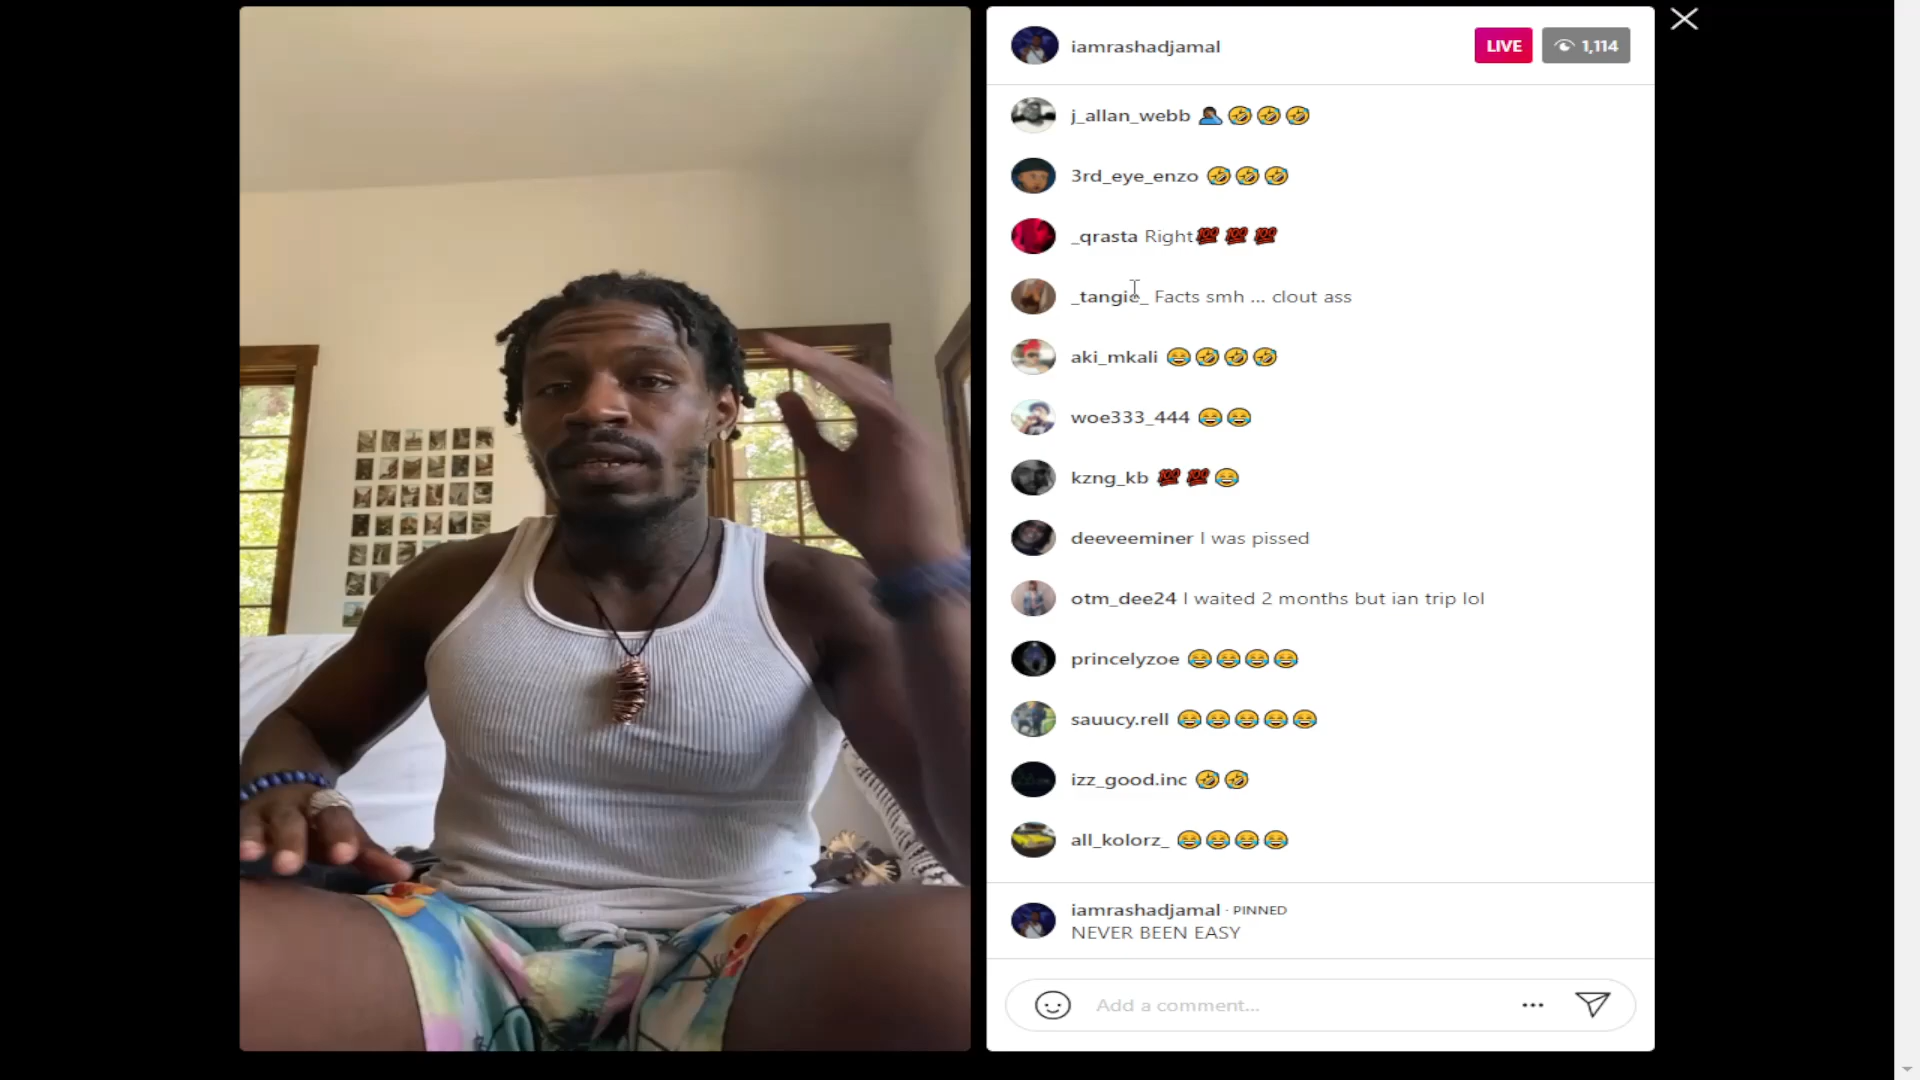 iamrashadjamal
LIVE
1,114
j_allan_webb 🤦🏿‍♂️🤣🤣🤣
3rd_eye_enzo 🤣🤣🤣
_qrasta Right💯💯💯
_tangie_ Facts smh ... clout ass
aki_mkali 😂🤣🤣🤣
woe333_444 😂😂
kzng_kb 💯💯😂
deeveeminer I was pissed
otm_dee24 I waited 2 months but ian trip lol
princelyzoe 😂😂😂😂
sauucy.rell 😂😂😂😂😂
izz_good.inc 🤣🤣
all_kolorz_ 😂😂😂😂
iamrashadjamal · PINNED
NEVER BEEN EASY
Add a comment...